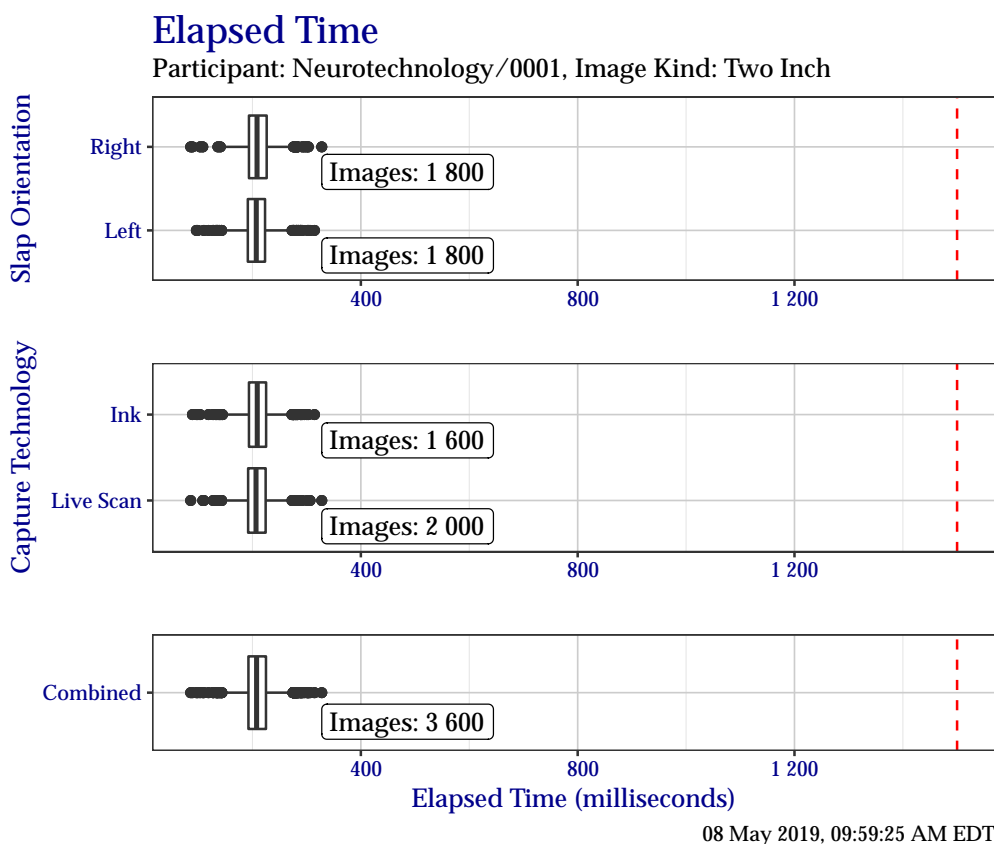 Elapsed Time
Participant: Neurotechnology/0001, Image Kind: Two Inch
Slap Orientation
Right
Images: 1 800
Left
Images: 1 800
400 800 1 200
Capture Technology
Ink
Images: 1 600
Live Scan
Images: 2 000
400 800 1 200
Combined
Images: 3 600
400 800 1 200
Elapsed Time (milliseconds)
08 May 2019, 09:59:25 AM EDT